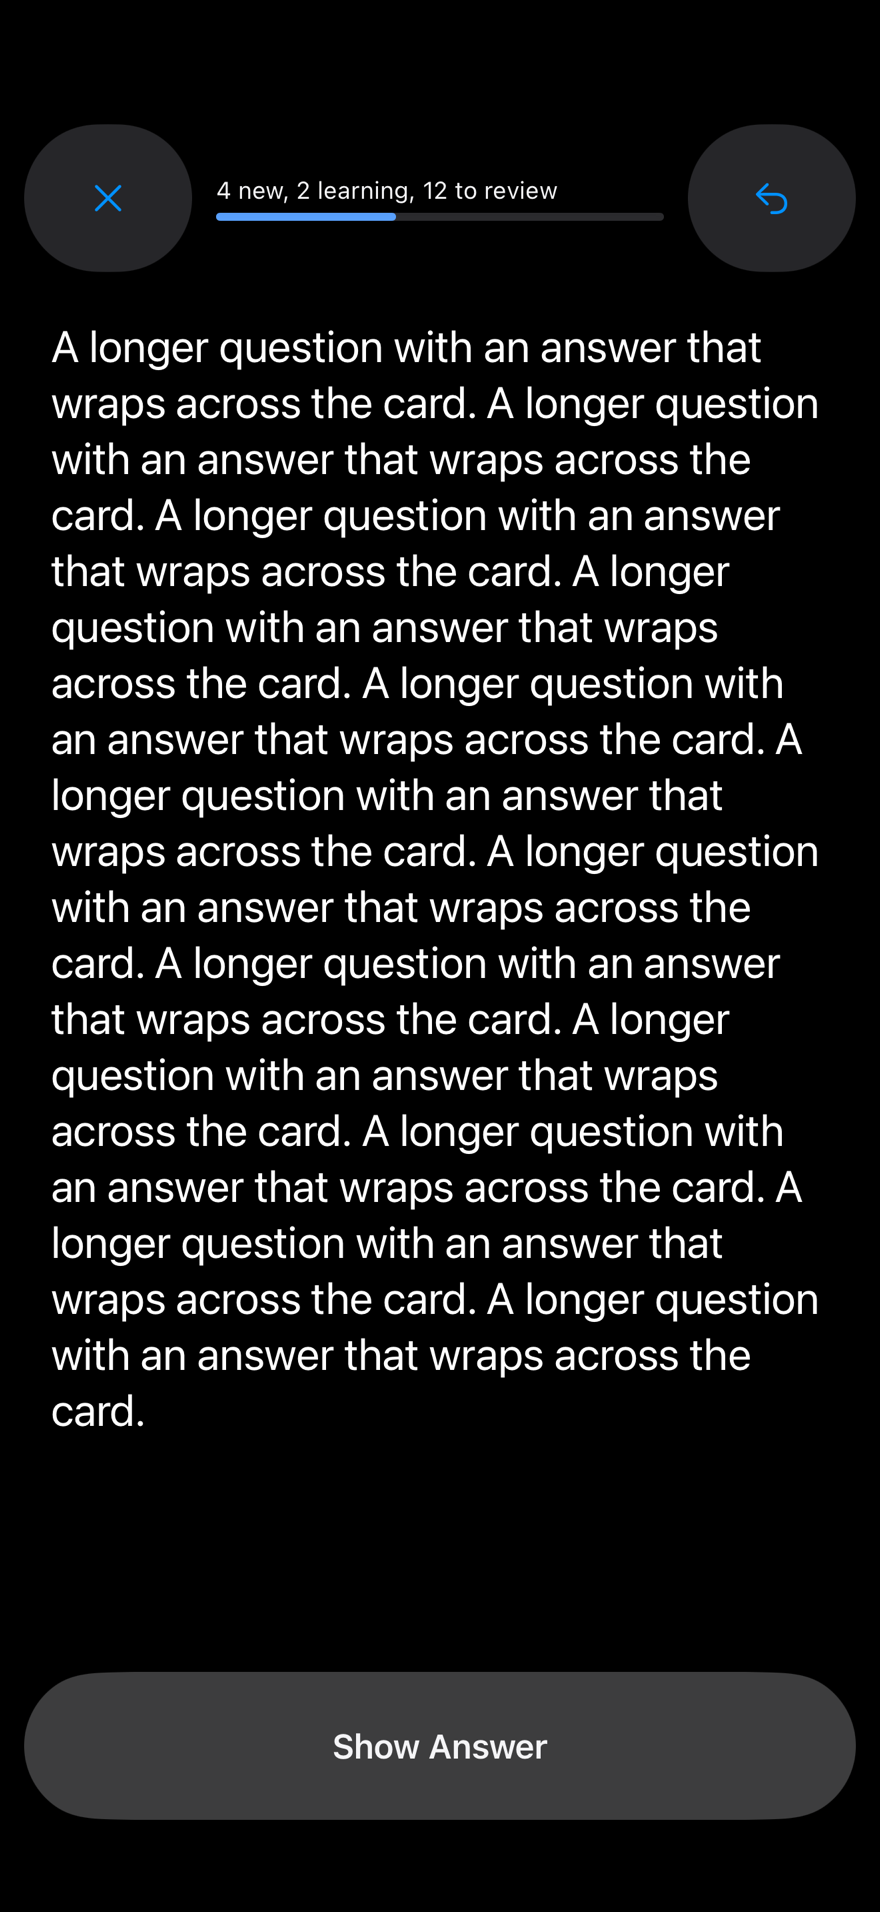 4 new, 2 learning, 12 to review
A longer question with an answer that
wraps across the card. A longer question
with an answer that wraps across the
card. A longer question with an answer
that wraps across the card. A longer
question with an answer that wraps
across the card. A longer question with
an answer that wraps across the card. A
longer question with an answer that
wraps across the card. A longer question
with an answer that wraps across the
card. A longer question with an answer
that wraps across the card. A longer
question with an answer that wraps
across the card. A longer question with
an answer that wraps across the card. A
longer question with an answer that
wraps across the card. A longer question
with an answer that wraps across the
card.
Show Answer